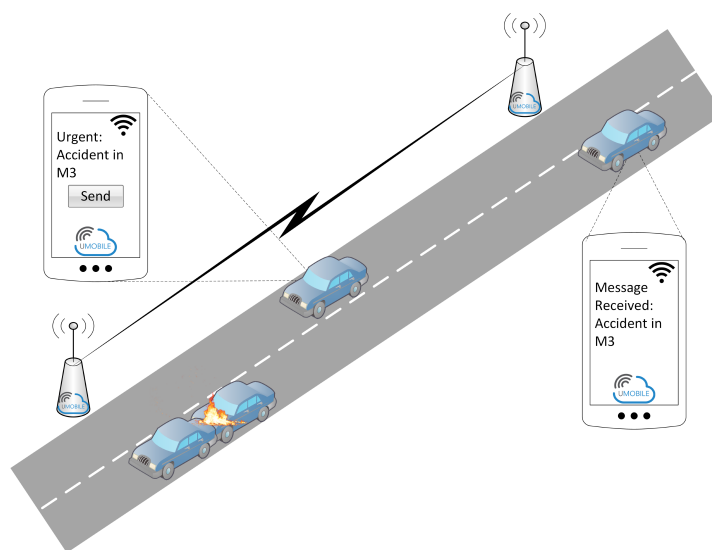 UMOBILE
Urgent:
Accident in
M3
Send
UMOBILE
UMOBILE
Message
Received:
Accident in
M3
UMOBILE